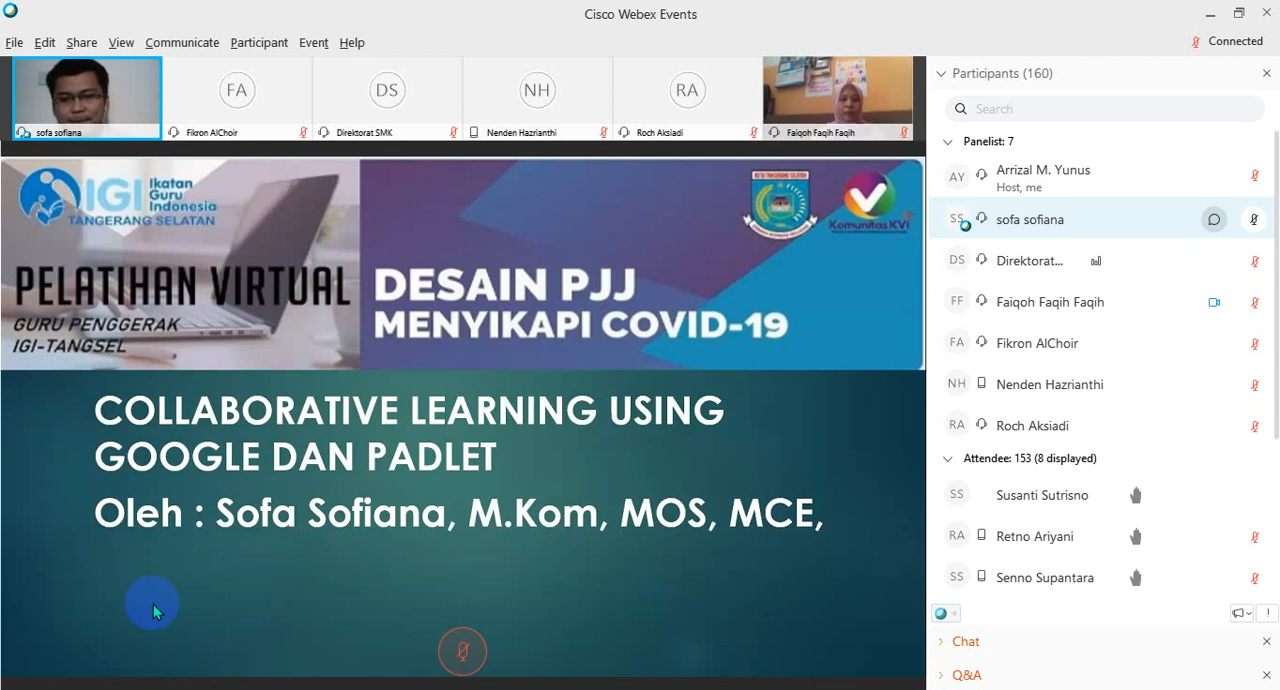 Cisco Webex Events
File Edit Share View Communicate Participant Event Help
Connected
FA
DS
NH
RA
sofa sofiana
Fikron AlChoir
Direktorat SMK
Nenden Hazrianthi
Roch Aksiadi
Faiqoh Faqih Faqih
IGI
Ikatan
Guru
Indonesia
TANGERANG SELATAN
PELATIHAN VIRTUAL
GURU PENGGERAK
IGI-TANGSEL
KOTA TANGERANG SELATAN
Komunitas KVI
DESAIN PJJ
MENYIKAPI COVID-19
COLLABORATIVE LEARNING USING
GOOGLE DAN PADLET
Oleh : Sofa Sofiana, M.Kom, MOS, MCE,
Participants (160)
Search
Panelist: 7
AY Arrizal M. Yunus
Host, me
SS sofa sofiana
DS Direktorat...
FF Faiqoh Faqih Faqih
FA Fikron AlChoir
NH Nenden Hazrianthi
RA Roch Aksiadi
Attendee: 153 (8 displayed)
SS Susanti Sutrisno
RA Retno Ariyani
SS Senno Supantara
Chat
Q&A